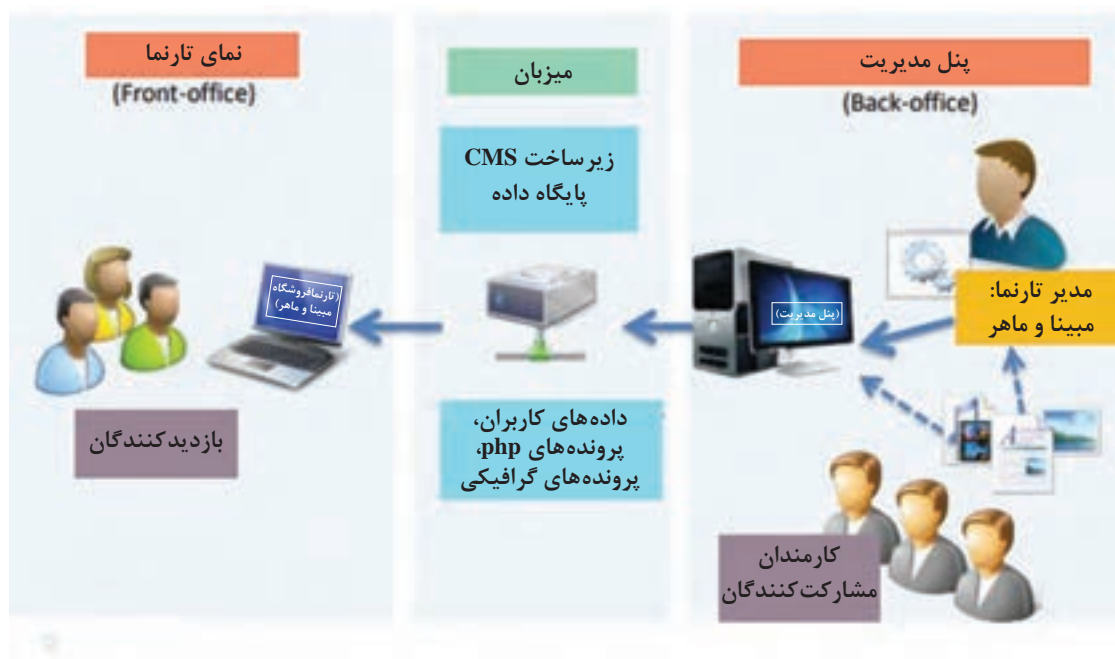 پنل مدیریت
(Back-office)
مدیر تارنما:
مبینا و ماهر
(پنل مدیریت)
کارمندان
مشارکت‌کنندگان
میزبان
زیرساخت CMS
پایگاه داده
داده‌های کاربران،
پرونده‌های php،
پرونده‌های گرافیکی
نمای تارنما
(Front-office)
(تارنمافروشگاه
مبینا و ماهر)
بازدیدکنندگان